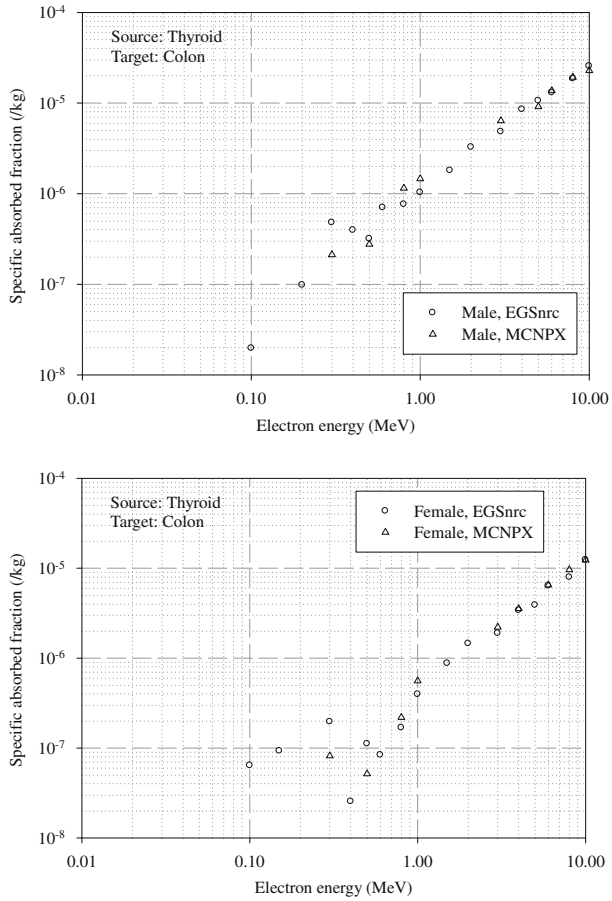 Source: Thyroid
Target: Colon
Specific absorbed fraction (/kg)
10-4
10-5
10-6
10-7
10-8
Male, EGSnrc
Male, MCNPX
0.01 0.10 1.00 10.00
Electron energy (MeV)
Source: Thyroid
Target: Colon
Specific absorbed fraction (/kg)
10-4
10-5
10-6
10-7
10-8
Female, EGSnrc
Female, MCNPX
0.01 0.10 1.00 10.00
Electron energy (MeV)